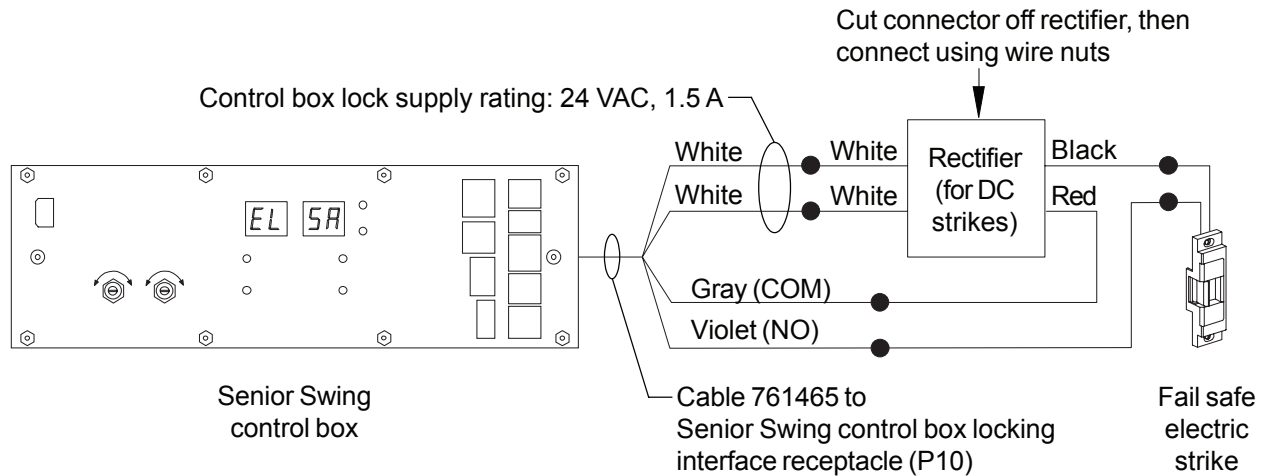 Cut connector off rectifier, then
connect using wire nuts
Control box lock supply rating: 24 VAC, 1.5 A
White
White
Rectifier
(for DC
strikes)
Black
White
White
Red
EL
SA
Gray (COM)
Violet (NO)
Senior Swing
control box
Cable 761465 to
Senior Swing control box locking
interface receptacle (P10)
Fail safe
electric
strike